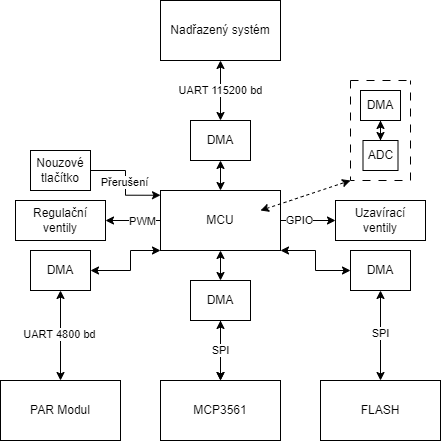 Nadřazený systém
UART 115200 bd
DMA
DMA
ADC
Nouzové
tlačítko
Přerušení
Regulační
ventily
PWM
MCU
GPIO
Uzavírací
ventily
DMA
DMA
DMA
UART 4800 bd
SPI
SPI
PAR Modul
MCP3561
FLASH